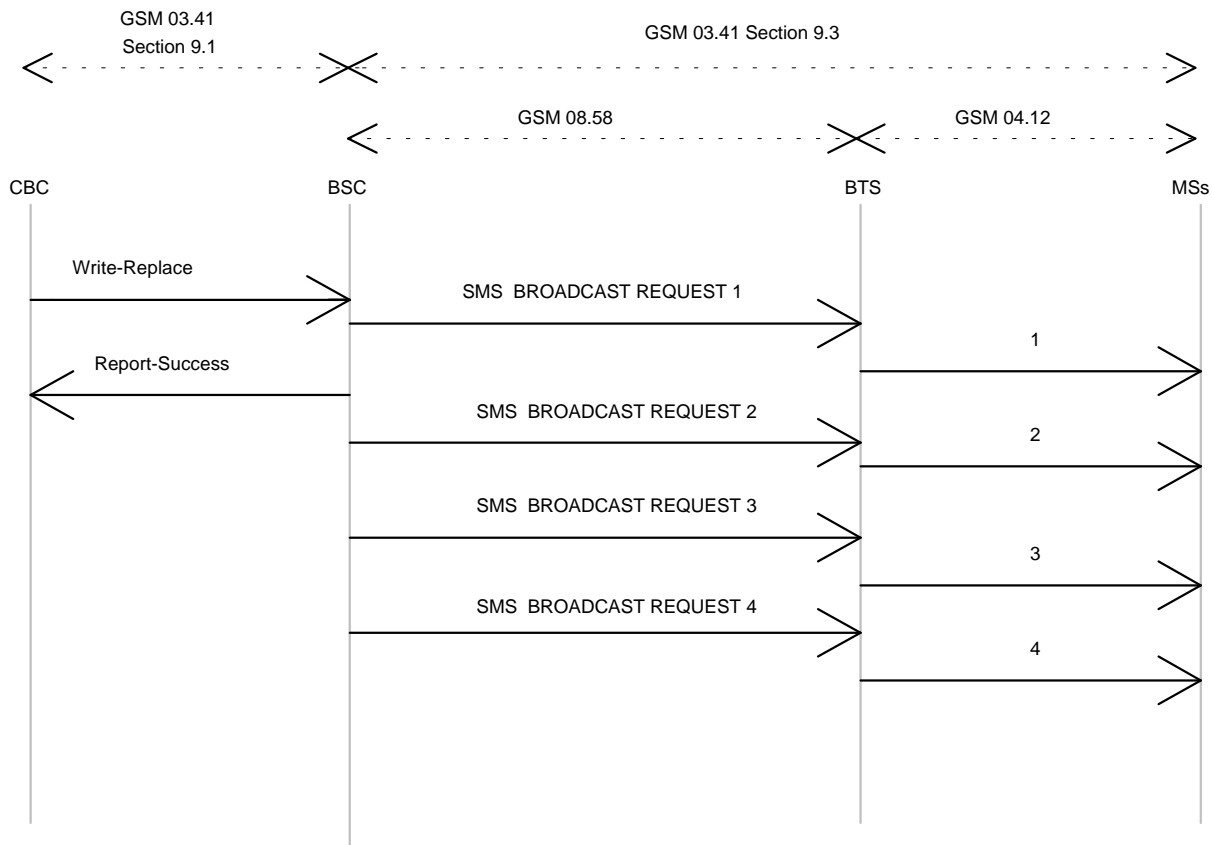 GSM 03.41
Section 9.1
GSM 03.41 Section 9.3
GSM 08.58
GSM 04.12
CBC
BSC
BTS
MSs
Write-Replace
SMS BROADCAST REQUEST 1
1
Report-Success
SMS BROADCAST REQUEST 2
2
SMS BROADCAST REQUEST 3
3
SMS BROADCAST REQUEST 4
4